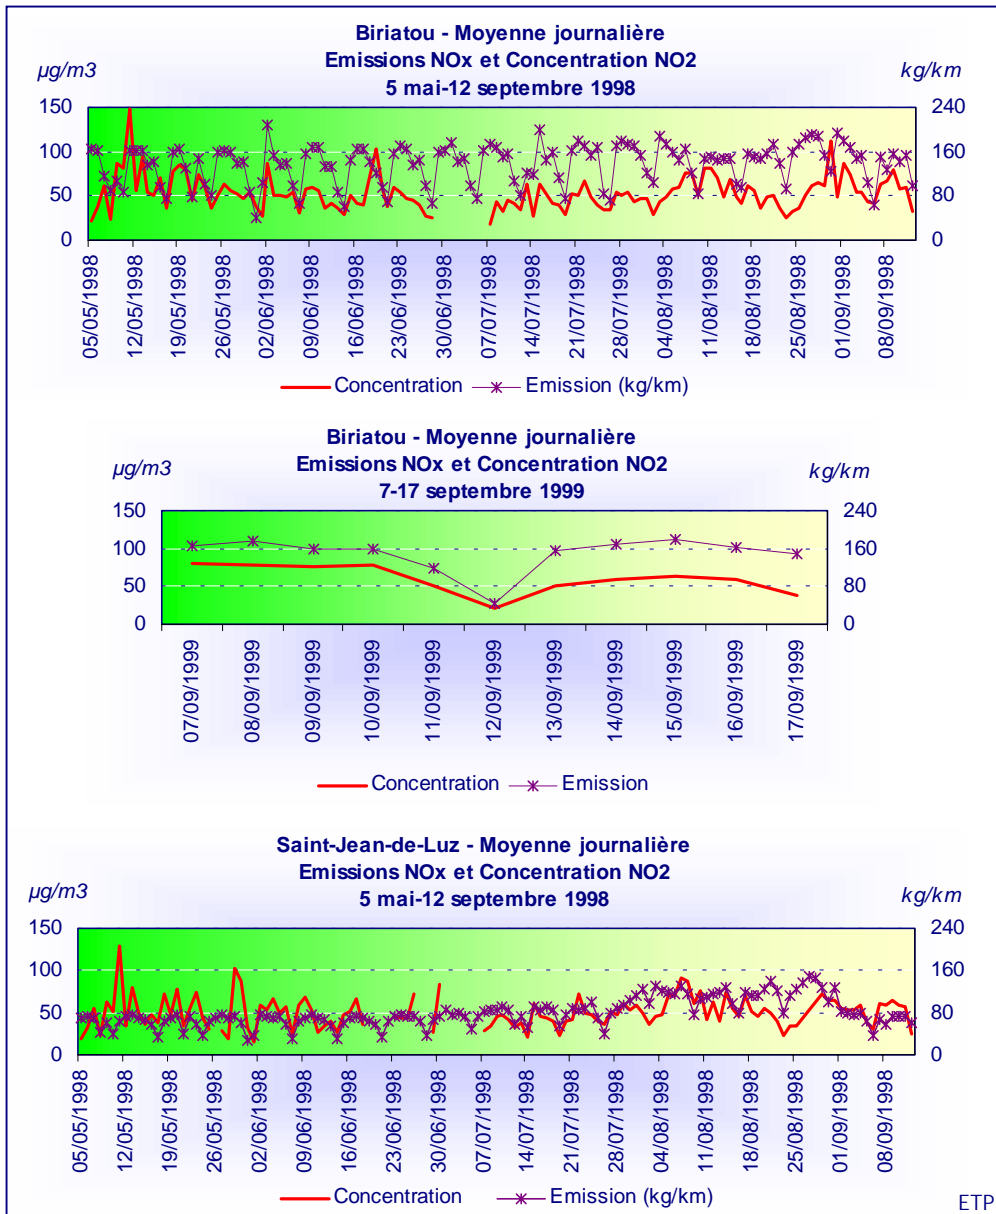 Biriatou - Moyenne journalière
Emissions NOx et Concentration NO2
5 mai-12 septembre 1998
µg/m3
kg/km
150 240
100 160
50 80
0 0
05/05/1998 12/05/1998 19/05/1998 26/05/1998 02/06/1998 09/06/1998 16/06/1998 23/06/1998 30/06/1998 07/07/1998 14/07/1998 21/07/1998 28/07/1998 04/08/1998 11/08/1998 18/08/1998 25/08/1998 01/09/1998 08/09/1998
Concentration Emission (kg/km)
Biriatou - Moyenne journalière
Emissions NOx et Concentration NO2
7-17 septembre 1999
µg/m3
kg/km
150 240
100 160
50 80
0 0
07/09/1999 08/09/1999 09/09/1999 10/09/1999 11/09/1999 12/09/1999 13/09/1999 14/09/1999 15/09/1999 16/09/1999 17/09/1999
Concentration Emission
Saint-Jean-de-Luz - Moyenne journalière
Emissions NOx et Concentration NO2
5 mai-12 septembre 1998
µg/m3
kg/km
150 240
100 160
50 80
0 0
05/05/1998 12/05/1998 19/05/1998 26/05/1998 02/06/1998 09/06/1998 16/06/1998 23/06/1998 30/06/1998 07/07/1998 14/07/1998 21/07/1998 28/07/1998 04/08/1998 11/08/1998 18/08/1998 25/08/1998 01/09/1998 08/09/1998
Concentration Emission (kg/km)
ETP